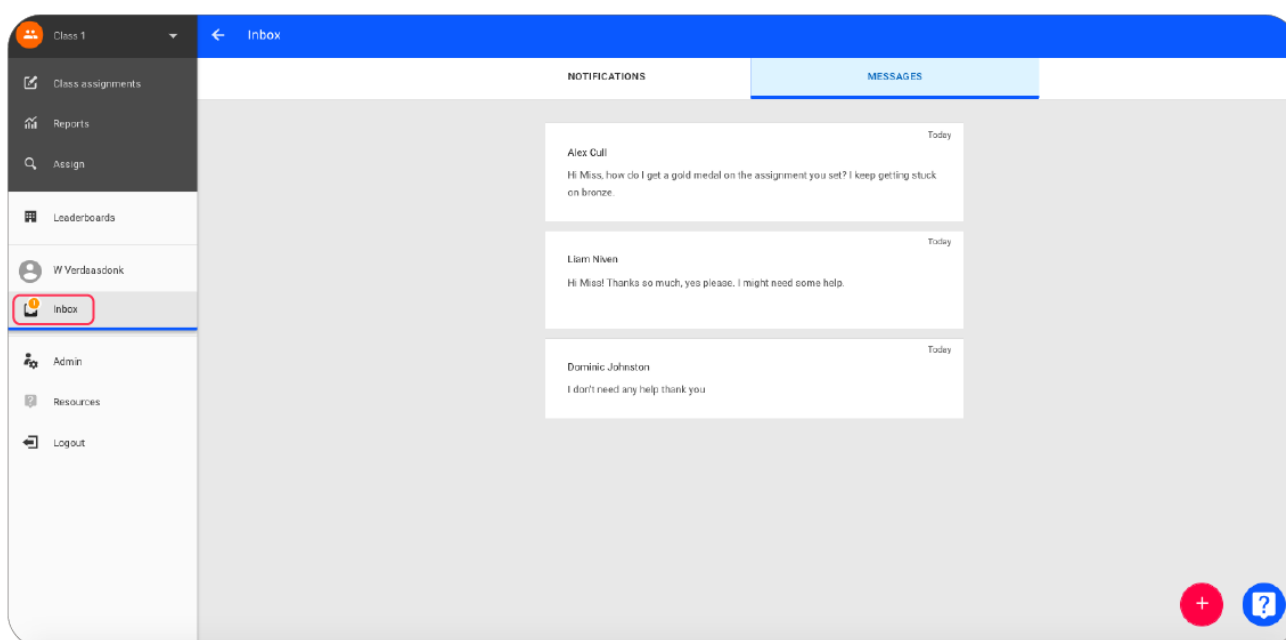 Class 1
Inbox
Class assignments
Reports
Assign
Leaderboards
W Verdaasdonk
Inbox
Admin
Resources
Logout
NOTIFICATIONS
MESSAGES
Today
Alex Cull
Hi Miss, how do I get a gold medal on the assignment you set? I keep getting stuck
on bronze.
Today
Liam Niven
Hi Miss! Thanks so much, yes please. I might need some help.
Today
Dominic Johnston
I don't need any help thank you